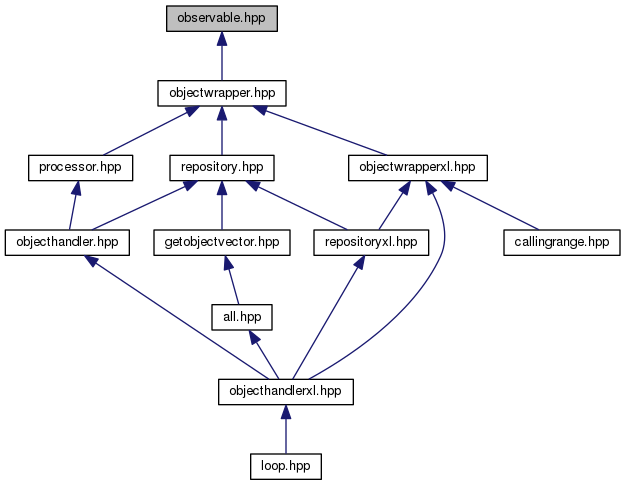 observable.hpp
objectwrapper.hpp
processor.hpp
repository.hpp
objectwrapperxl.hpp
objecthandler.hpp
getobjectvector.hpp
repositoryxl.hpp
callingrange.hpp
all.hpp
objecthandlerxl.hpp
loop.hpp